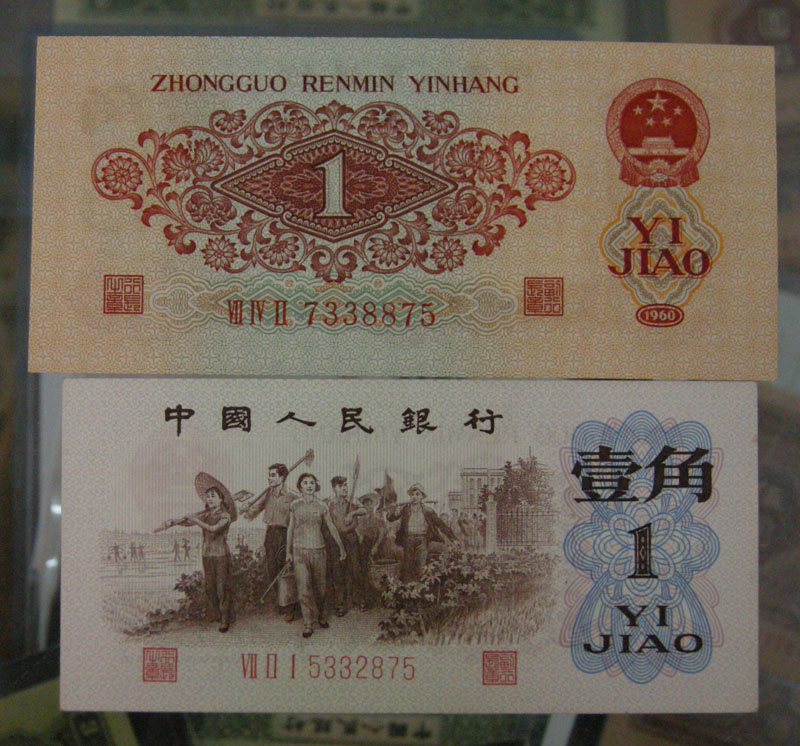 ZHONGGUO RENMIN YINHANG
1
YI
JIAO
VII IV II 7338875
1960
中國人民銀行
壹角
1
YI
JIAO
VII II I 5332875